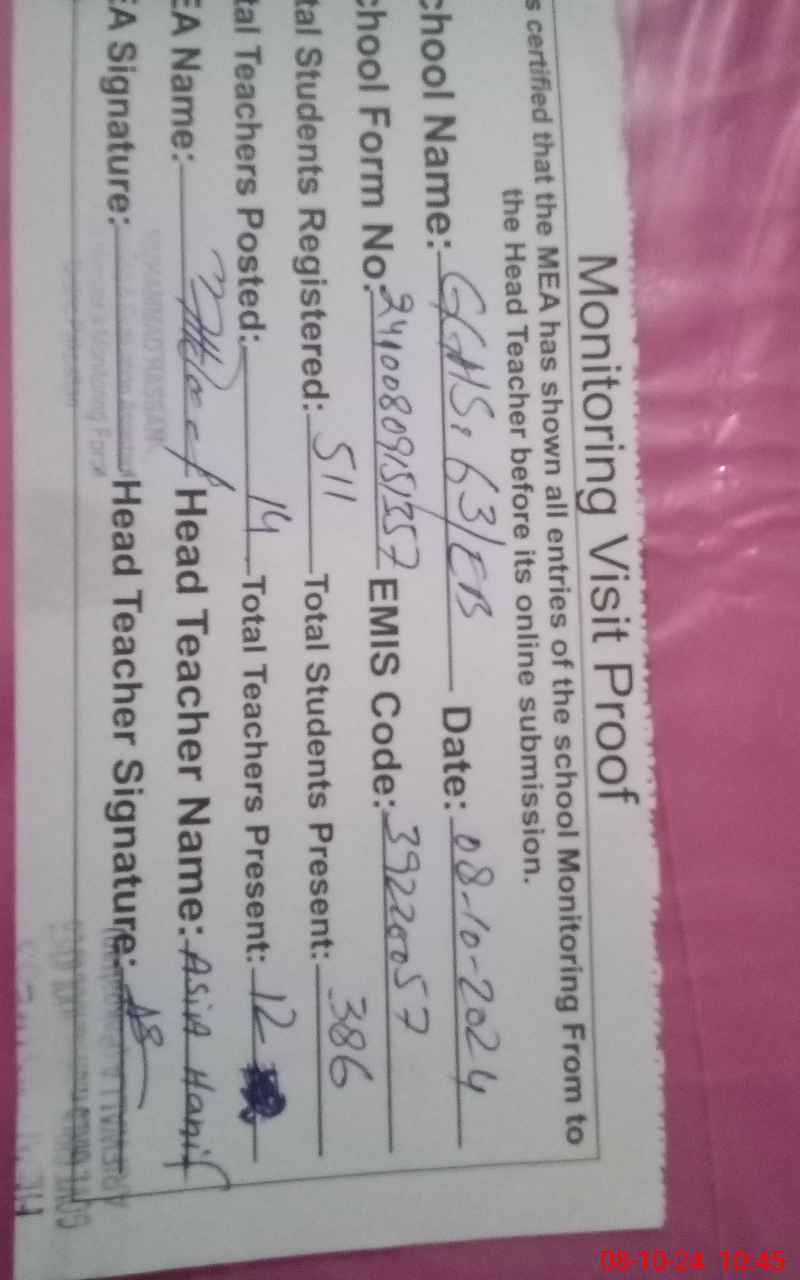 Monitoring Visit Proof
s certified that the MEA has shown all entries of the school Monitoring From to
the Head Teacher before its online submission.
chool Name: GGHS, 63/EB Date: 08-10-2024
chool Form No. EMIS Code: 39220057
tal Students Registered: 511 Total Students Present: 386
tal Teachers Posted: 14 Total Teachers Present: 12
EA Name: Head Teacher Name: ASiA Hanif
EA Signature: Head Teacher Signature:
08-10-24 10:45